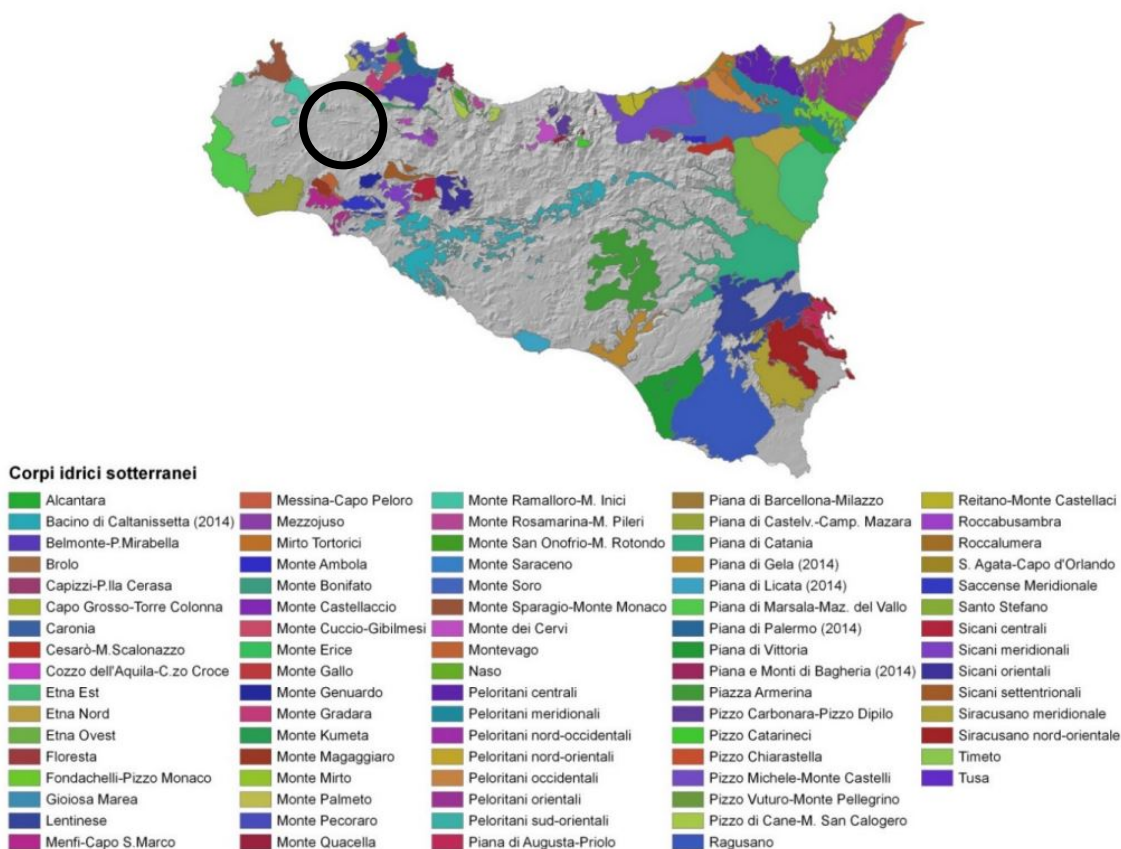 Corpi idrici sotterranei
Alcantara
Bacino di Caltanissetta (2014)
Belmonte-P.Mirabella
Brolo
Capizzi-P.lla Cerasa
Capo Grosso-Torre Colonna
Caronia
Cesarò-M.Scalonazzo
Cozzo dell'Aquila-C.zo Croce
Etna Est
Etna Nord
Etna Ovest
Floresta
Fondachelli-Pizzo Monaco
Gioiosa Marea
Lentinese
Menfi-Capo S.Marco
Messina-Capo Peloro
Mezzojuso
Mirto Tortorici
Monte Ambola
Monte Bonifato
Monte Castellaccio
Monte Cuccio-Gibilmesi
Monte Erice
Monte Gallo
Monte Genuardo
Monte Gradara
Monte Kumeta
Monte Magaggiaro
Monte Mirto
Monte Palmeto
Monte Pecoraro
Monte Quacella
Monte Ramalloro-M. Inici
Monte Rosamarina-M. Pileri
Monte San Onofrio-M. Rotondo
Monte Saraceno
Monte Soro
Monte Sparagio-Monte Monaco
Monte dei Cervi
Montevago
Naso
Peloritani centrali
Peloritani meridionali
Peloritani nord-occidentali
Peloritani nord-orientali
Peloritani occidentali
Peloritani orientali
Peloritani sud-orientali
Piana di Augusta-Priolo
Piana di Barcellona-Milazzo
Piana di Castelv.-Camp. Mazara
Piana di Catania
Piana di Gela (2014)
Piana di Licata (2014)
Piana di Marsala-Maz. del Vallo
Piana di Palermo (2014)
Piana di Vittoria
Piana e Monti di Bagheria (2014)
Piazza Armerina
Pizzo Carbonara-Pizzo Dipilo
Pizzo Catarineci
Pizzo Chiarastella
Pizzo Michele-Monte Castelli
Pizzo Vuturo-Monte Pellegrino
Pizzo di Cane-M. San Calogero
Ragusano
Reitano-Monte Castellaci
Roccabusambra
Roccalumera
S. Agata-Capo d'Orlando
Saccense Meridionale
Santo Stefano
Sicani centrali
Sicani meridionali
Sicani orientali
Sicani settentrionali
Siracusano meridionale
Siracusano nord-orientale
Timeto
Tusa